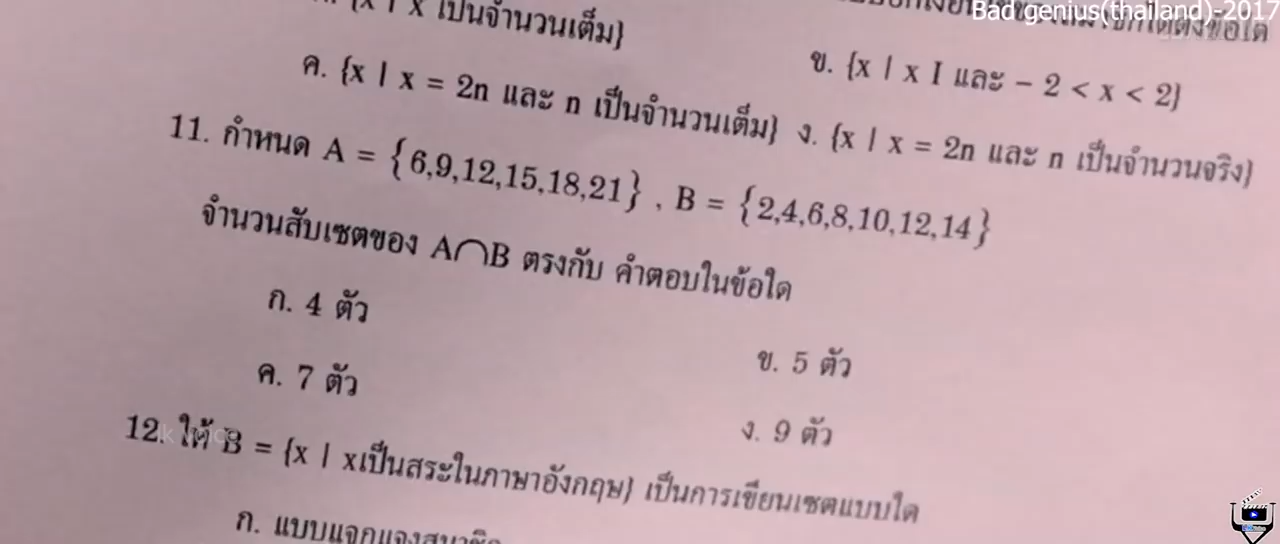 Bad genius(thailand)-2017
{x | x เป็นจำนวนเต็ม}
ข. {x | x I และ – 2 < x < 2}
ค. {x | x = 2n และ n เป็นจำนวนเต็ม} ง. {x | x = 2n และ n เป็นจำนวนจริง}
11. กำหนด A = {6,9,12,15,18,21} , B = {2,4,6,8,10,12,14}
จำนวนสับเซตของ A⋂B ตรงกับ คำตอบในข้อใด
ก. 4 ตัว
ข. 5 ตัว
ค. 7 ตัว
ง. 9 ตัว
12. ให้ B = {x | xเป็นสระในภาษาอังกฤษ} เป็นการเขียนเซตแบบใด
ก. แบบแจกแจงสมาชิก